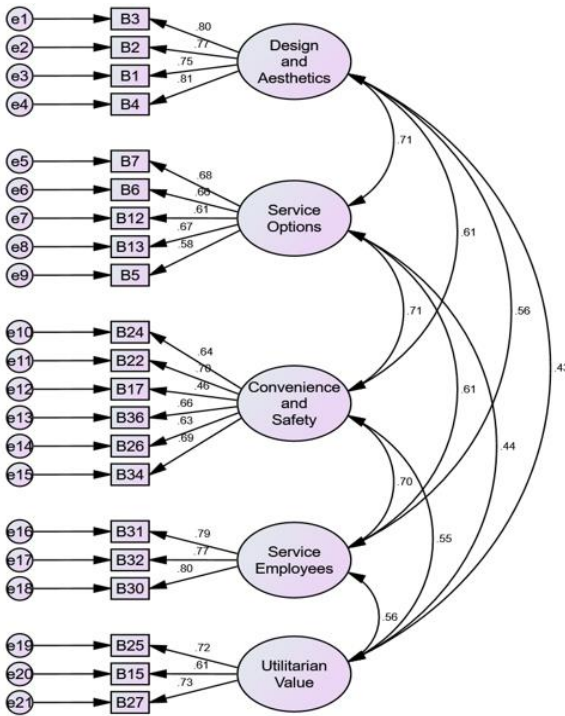 e1 B3 .80
e2 B2 .77
e3 B1 .75
e4 B4 .81
Design
and
Aesthetics
.71
e5 B7 .68
e6 B6 .66
e7 B12 .61
e8 B13 .67
e9 B5 .58
Service
Options
.61
.71
.56
.43
e10 B24 .64
e11 B22 .70
e12 B17 .46
e13 B36 .66
e14 B26 .63
e15 B34 .69
Convenience
and
Safety
.61
.44
.70
.55
e16 B31 .79
e17 B32 .77
e18 B30 .80
Service
Employees
.56
e19 B25 .72
e20 B15 .61
e21 B27 .73
Utilitarian
Value